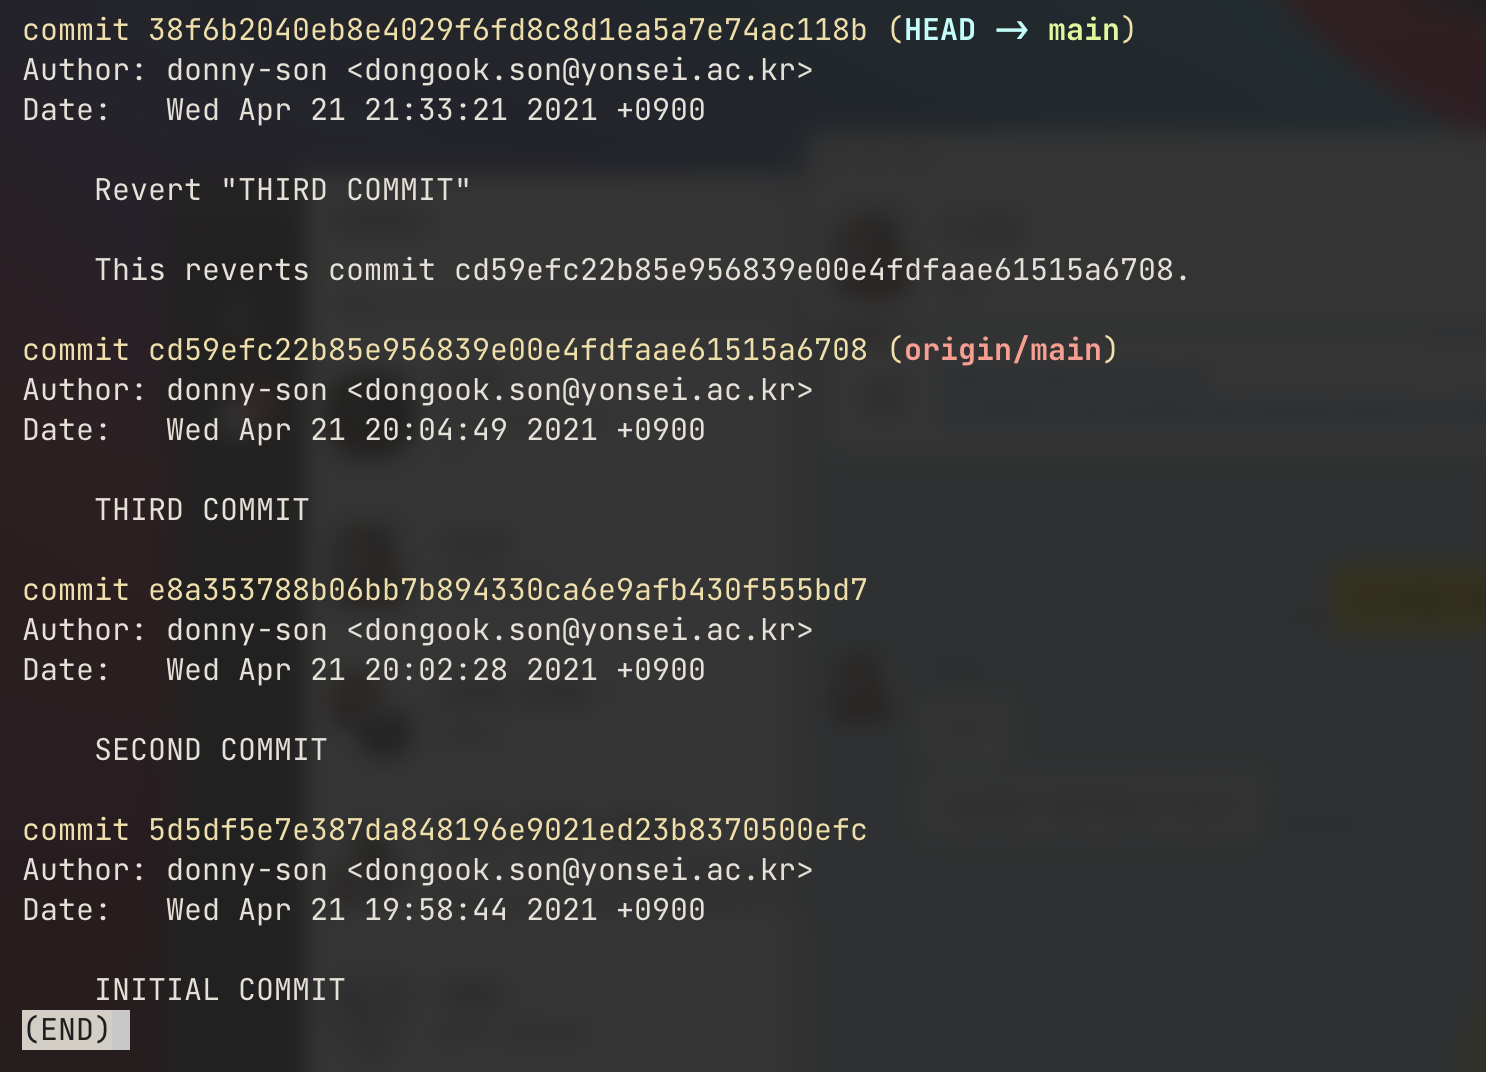 commit 38f6b2040eb8e4029f6fd8c8d1ea5a7e74ac118b (HEAD -> main)
Author: donny-son <dongook.son@yonsei.ac.kr>
Date:   Wed Apr 21 21:33:21 2021 +0900
    Revert "THIRD COMMIT"
    This reverts commit cd59efc22b85e956839e00e4fdfaae61515a6708.
commit cd59efc22b85e956839e00e4fdfaae61515a6708 (origin/main)
Author: donny-son <dongook.son@yonsei.ac.kr>
Date:   Wed Apr 21 20:04:49 2021 +0900
    THIRD COMMIT
commit e8a353788b06bb7b894330ca6e9afb430f555bd7
Author: donny-son <dongook.son@yonsei.ac.kr>
Date:   Wed Apr 21 20:02:28 2021 +0900
    SECOND COMMIT
commit 5d5df5e7e387da848196e9021ed23b8370500efc
Author: donny-son <dongook.son@yonsei.ac.kr>
Date:   Wed Apr 21 19:58:44 2021 +0900
    INITIAL COMMIT
(END)